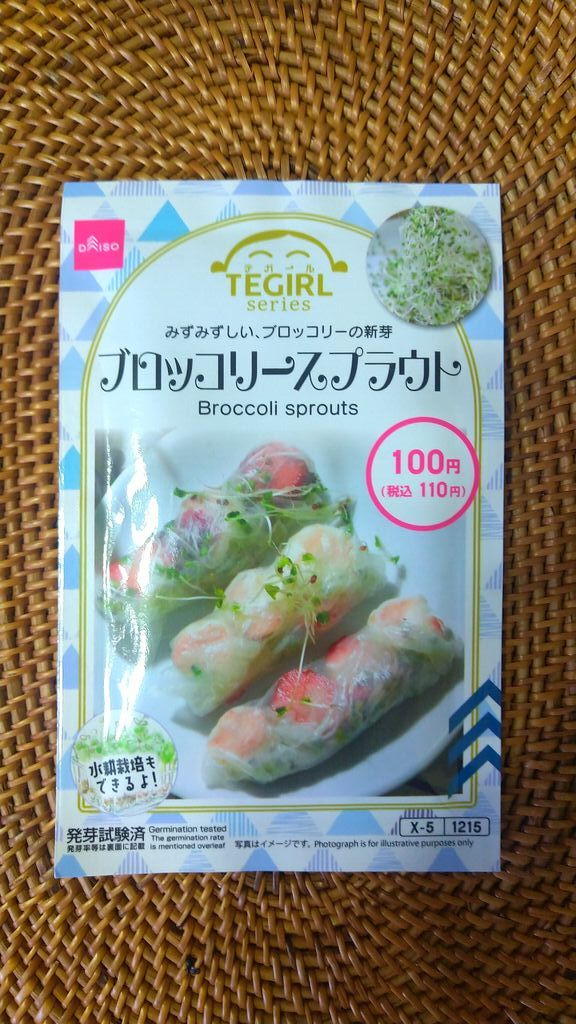 DAISO
テガール
TEGIRL
series
みずみずしい、ブロッコリーの新芽
ブロッコリースプラウト
Broccoli sprouts
100円
(税込 110円)
水耕栽培も
できるよ!
発芽試験済
発芽率等は裏面に記載
Germination tested
The germination rate
is mentioned overleaf
写真はイメージです。Photograph is for illustrative purposes only
X-5 1215